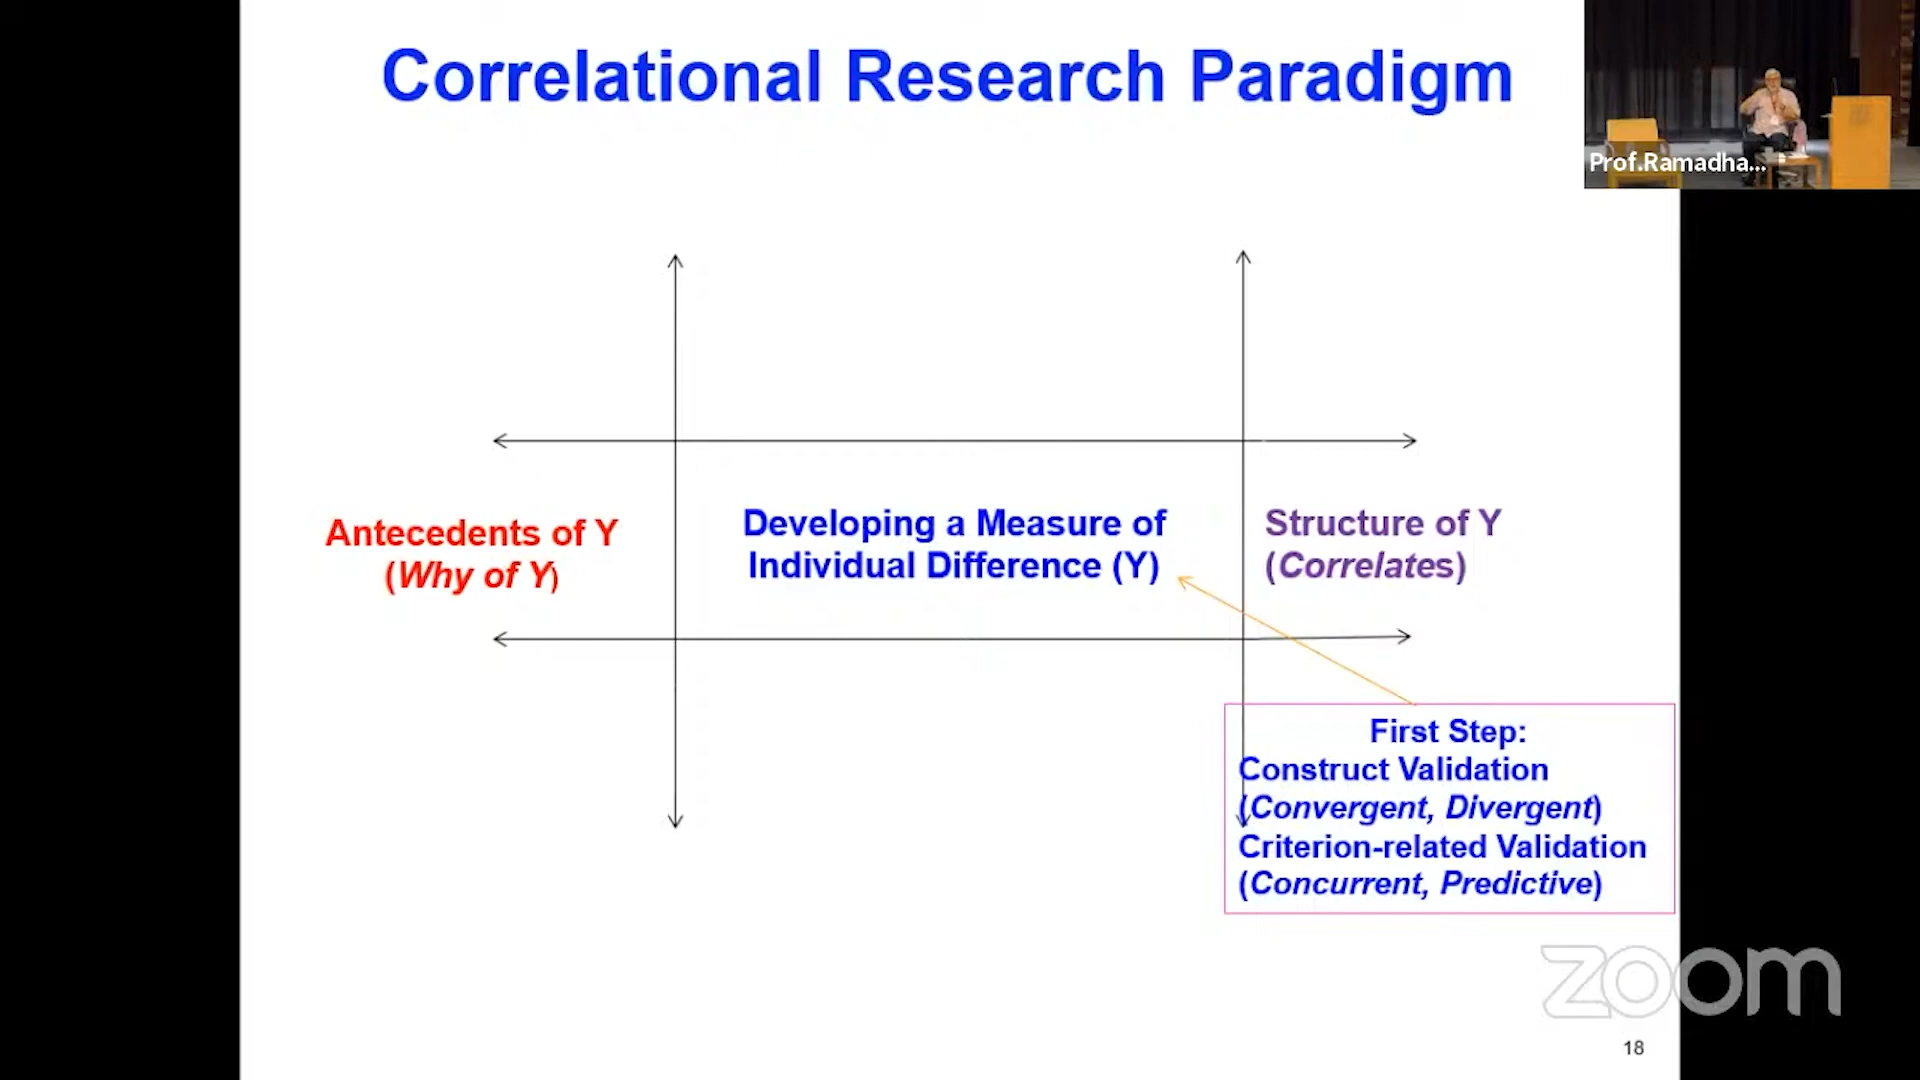 Correlational Research Paradigm
Prof.Ramadha...
Antecedents of Y
(Why of Y)
Developing a Measure of
Individual Difference (Y)
Structure of Y
(Correlates)
First Step:
Construct Validation
(Convergent, Divergent)
Criterion-related Validation
(Concurrent, Predictive)
zoom
18